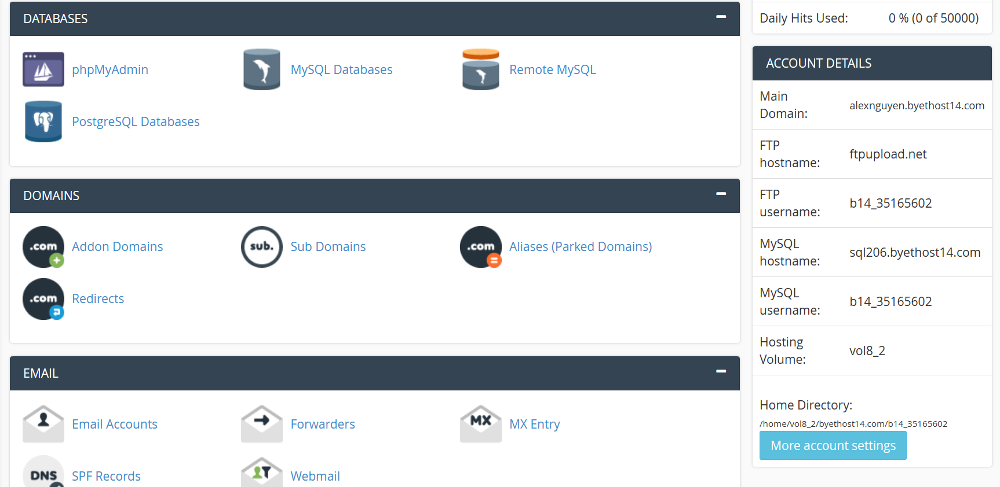 DATABASES
phpMyAdmin
MySQL Databases
Remote MySQL
PostgreSQL Databases
DOMAINS
.com
Addon Domains
sub.
Sub Domains
.com
Aliases (Parked Domains)
.com
Redirects
EMAIL
Email Accounts
Forwarders
MX
MX Entry
DNS
SPF Records
Webmail
Daily Hits Used: 0 % (0 of 50000)
ACCOUNT DETAILS
Main
Domain:
alexnguyen.byethost14.com
FTP
hostname:
ftpupload.net
FTP
username:
b14_35165602
MySQL
hostname:
sql206.byethost14.com
MySQL
username:
b14_35165602
Hosting
Volume:
vol8_2
Home Directory:
/home/vol8_2/byethost14.com/b14_35165602
More account settings